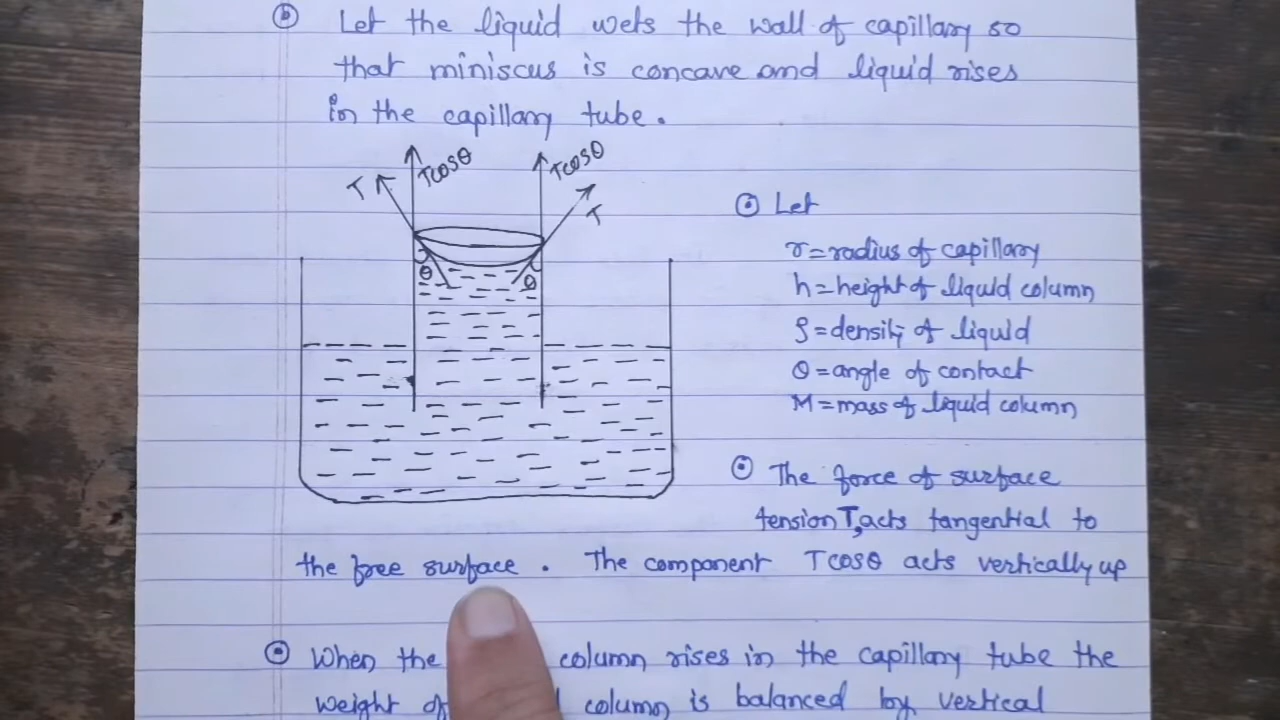 Let the liquid wets the wall of capillary so
that miniscus is concave and liquid rises
in the capillary tube.
T Tcosθ Tcosθ T
θ θ
Let
r=radius of capillary
h=height of liquid column
ρ=density of liquid
θ=angle of contact
M=mass of liquid column
The force of surface
tension T, acts tangential to
the free surface. The component Tcosθ acts vertically up
When the column rises in the capillary tube the
weight of column is balanced by vertical